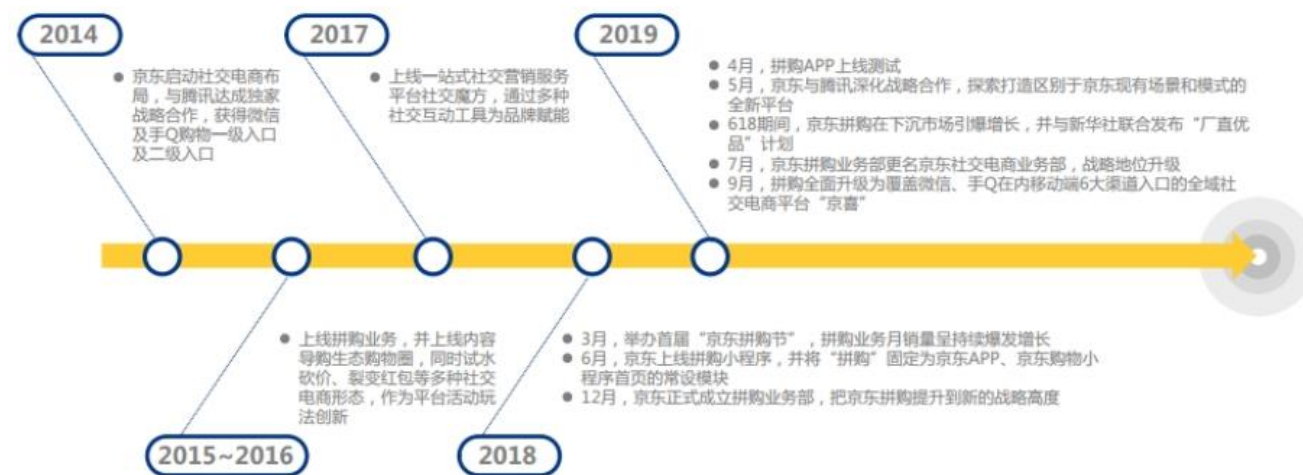 2014
● 京东启动社交电商布
局，与腾讯达成独家
战略合作，获得微信
及手Q购物一级入口
及二级入口
2017
● 上线一站式社交营销服务
平台社交魔方，通过多种
社交互动工具为品牌赋能
2019
● 4月，拼购APP上线测试
● 5月，京东与腾讯深化战略合作，探索打造区别于京东现有场景和模式的
全新平台
● 618期间，京东拼购在下沉市场引爆增长，并与新华社联合发布“厂直优
品”计划
● 7月，京东拼购业务部更名京东社交电商业务部，战略地位升级
● 9月，拼购全面升级为覆盖微信、手Q在内移动端6大渠道入口的全域社
交电商平台“京喜”
● 上线拼购业务，并上线内容
导购生态购物圈，同时试水
砍价、裂变红包等多种社交
电商形态，作为平台活动玩
法创新
2015~2016
● 3月，举办首届“京东拼购节”，拼购业务月销量呈持续爆发增长
● 6月，京东上线拼购小程序，并将“拼购”固定为京东APP、京东购物小
程序首页的常设模块
● 12月，京东正式成立拼购业务部，把京东拼购提升到新的战略高度
2018